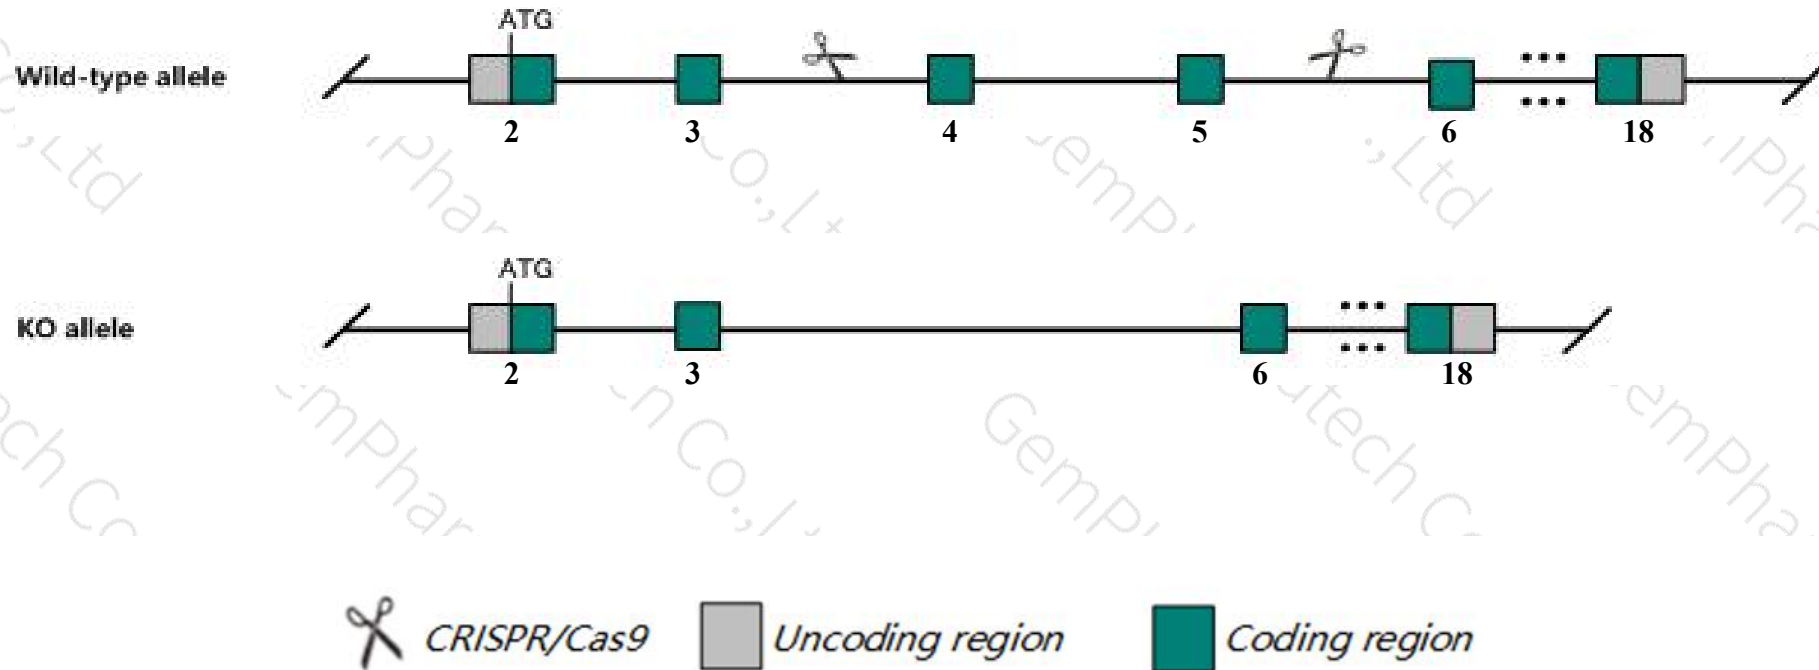 ATG
Wild-type allele
2 3 4 5 6 18
ATG
KO allele
2 3 6 18
CRISPR/Cas9 Uncoding region Coding region